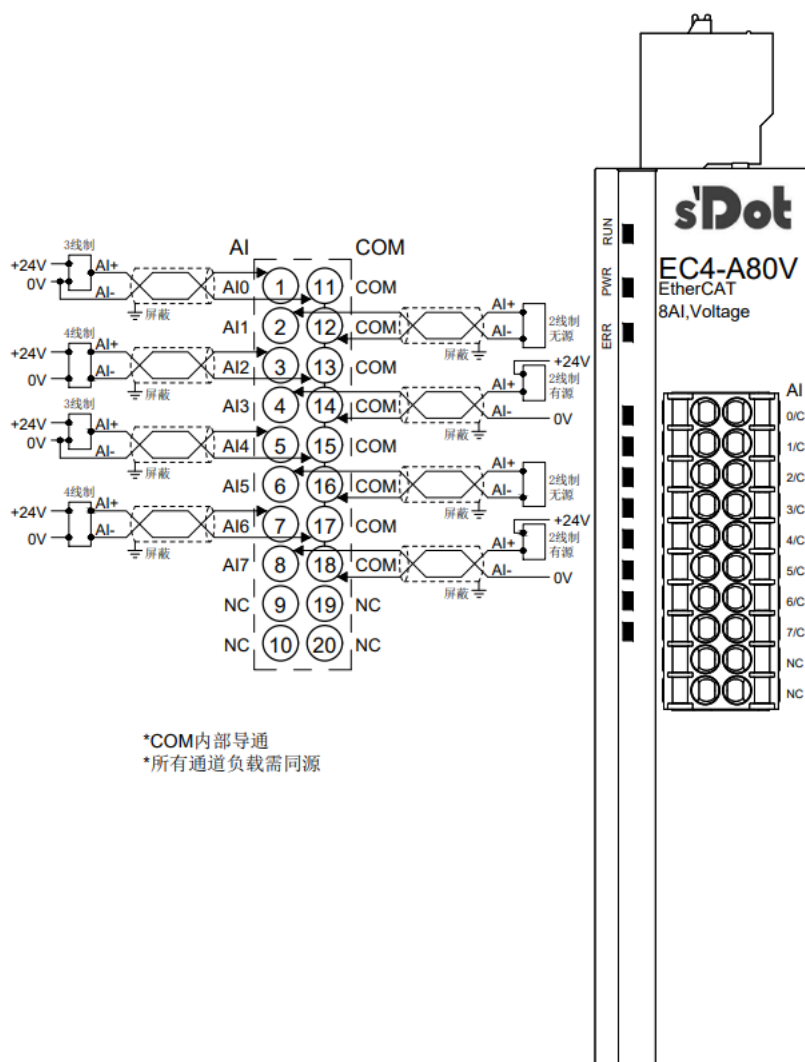 s'Dot
EC4-A80V
EtherCAT
8AI,Voltage
RUN
PWR
ERR
AI
0/C
1/C
2/C
3/C
4/C
5/C
6/C
7/C
NC
NC
AI
COM
3线制
+24V
0V
AI+
AI-
屏蔽
AI0
1
11
COM
AI1
2
12
COM
AI+
AI-
屏蔽
2线制
无源
4线制
+24V
0V
AI+
AI-
屏蔽
AI2
3
13
COM
AI3
4
14
COM
+24V
AI+
AI-
0V
屏蔽
2线制
有源
3线制
+24V
0V
AI+
AI-
屏蔽
AI4
5
15
COM
AI5
6
16
COM
AI+
AI-
屏蔽
2线制
无源
4线制
+24V
0V
AI+
AI-
屏蔽
AI6
7
17
COM
AI7
8
18
COM
+24V
AI+
AI-
0V
屏蔽
2线制
有源
NC
9
19
NC
NC
10
20
NC
*COM内部导通
*所有通道负载需同源